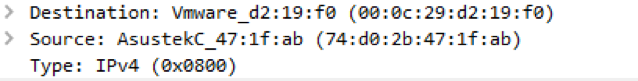 Destination: Vmware_d2:19:f0 (00:0c:29:d2:19:f0)
Source: AsustekC_47:1f:ab (74:d0:2b:47:1f:ab)
Type: IPv4 (0x0800)